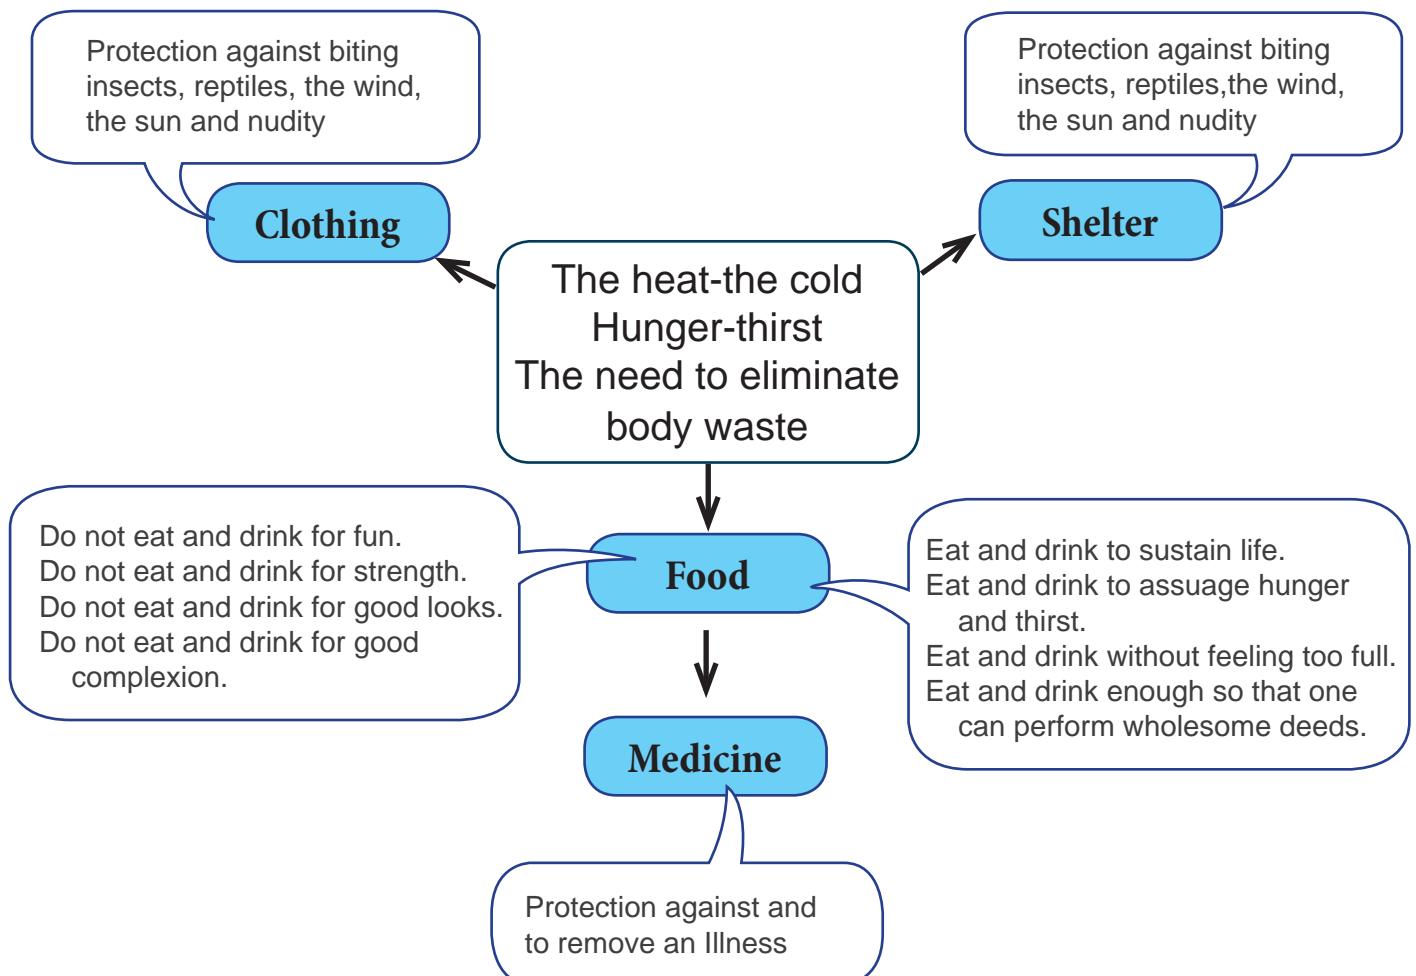 Protection against biting
insects, reptiles, the wind,
the sun and nudity
Protection against biting
insects, reptiles,the wind,
the sun and nudity
Clothing
Shelter
The heat-the cold
Hunger-thirst
The need to eliminate
body waste
Do not eat and drink for fun.
Do not eat and drink for strength.
Do not eat and drink for good looks.
Do not eat and drink for good
complexion.
Food
Eat and drink to sustain life.
Eat and drink to assuage hunger
and thirst.
Eat and drink without feeling too full.
Eat and drink enough so that one
can perform wholesome deeds.
Medicine
Protection against and
to remove an Illness